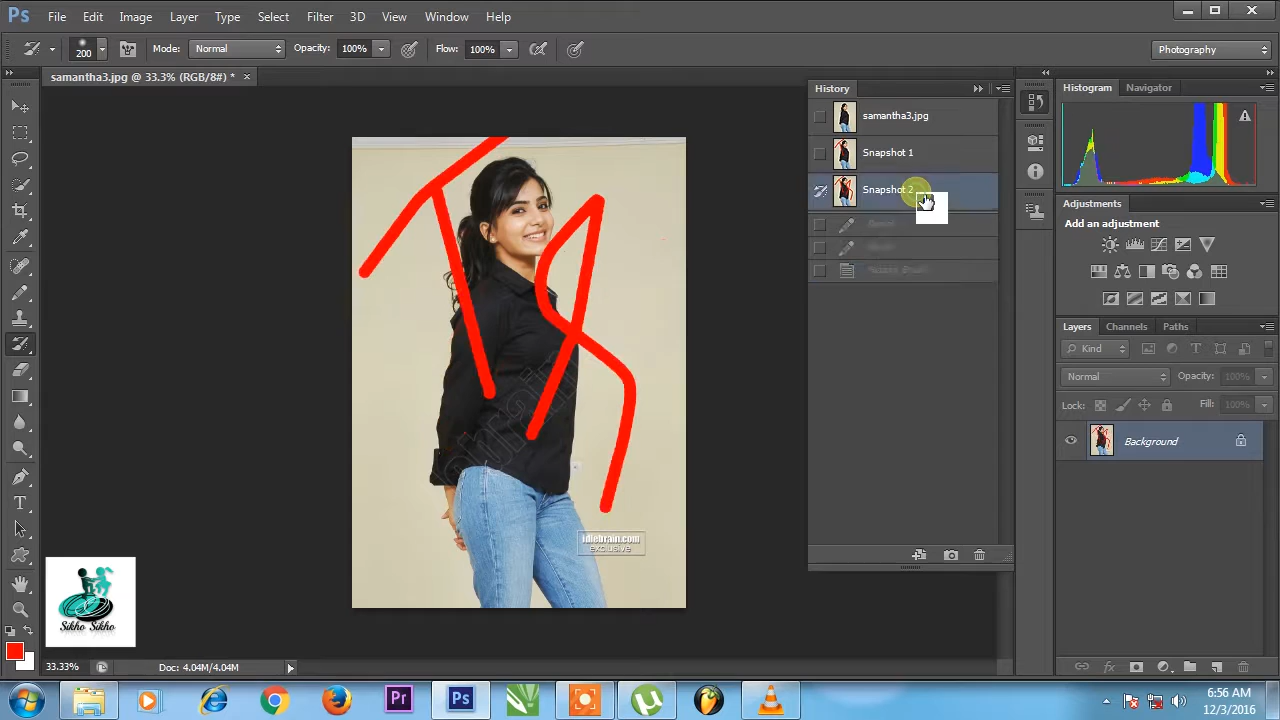 Ps File Edit Image Layer Type Select Filter 3D View Window Help
200 Mode: Normal Opacity: 100% Flow: 100% Photography
samantha3.jpg @ 33.3% (RGB/8#) * ×
History
samantha3.jpg
Snapshot 1
Snapshot 2
Histogram Navigator
Adjustments
Add an adjustment
Layers Channels Paths
Kind
Normal Opacity: 100%
Lock: Fill: 100%
Background
idlebrain.com
exclusive
Sikho Sikho
33.33% Doc: 4.04M/4.04M
Pr Ps
6:56 AM
12/3/2016